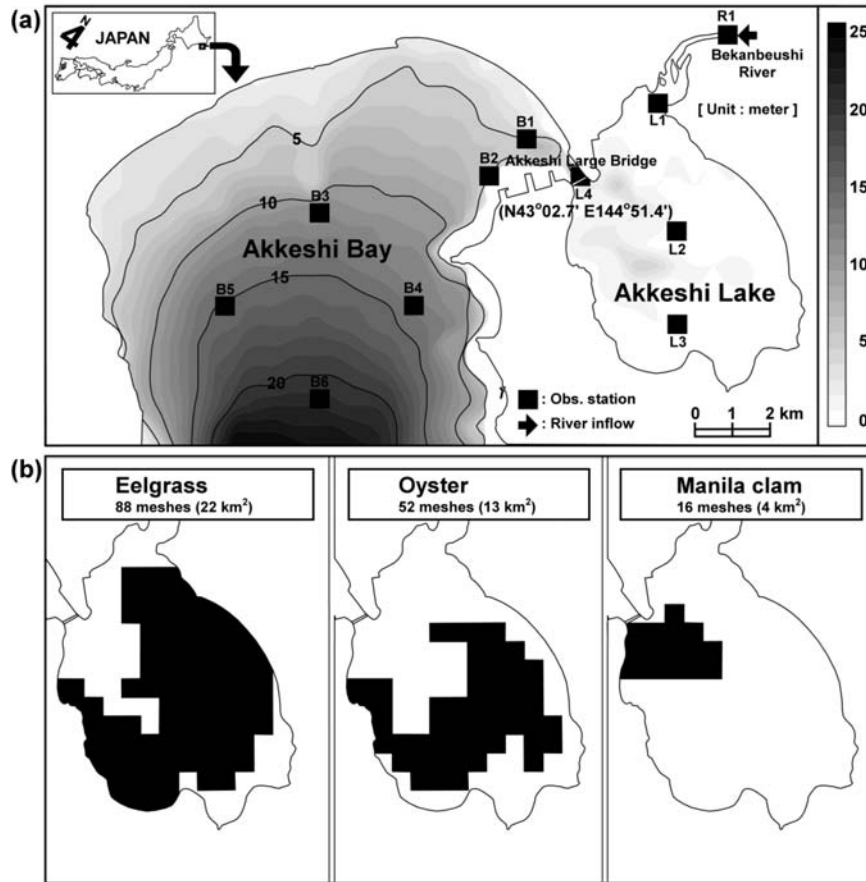 (a)
N
JAPAN
R1
Bekanbeushi
River
[ Unit : meter ]
L1
B1
B2
Akkeshi Large Bridge
L4
(N43°02.7' E144°51.4')
5
10
B3
Akkeshi Bay
L2
15
B5
B4
Akkeshi Lake
L3
20
B6
: Obs. station
: River inflow
0 1 2 km
25
20
15
10
5
0
(b)
Eelgrass
88 meshes (22 km²)
Oyster
52 meshes (13 km²)
Manila clam
16 meshes (4 km²)